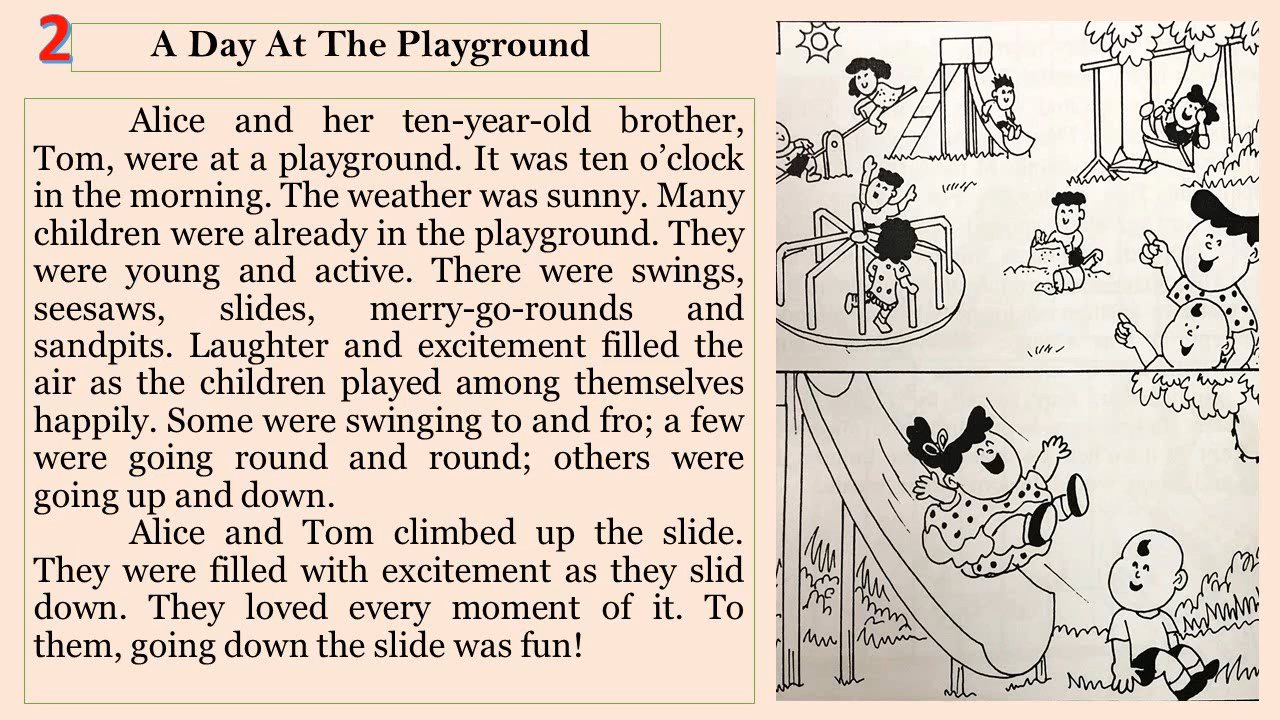 2
A Day At The Playground
Alice and her ten-year-old brother,
Tom, were at a playground. It was ten o’clock
in the morning. The weather was sunny. Many
children were already in the playground. They
were young and active. There were swings,
seesaws, slides, merry-go-rounds and
sandpits. Laughter and excitement filled the
air as the children played among themselves
happily. Some were swinging to and fro; a few
were going round and round; others were
going up and down.
Alice and Tom climbed up the slide.
They were filled with excitement as they slid
down. They loved every moment of it. To
them, going down the slide was fun!